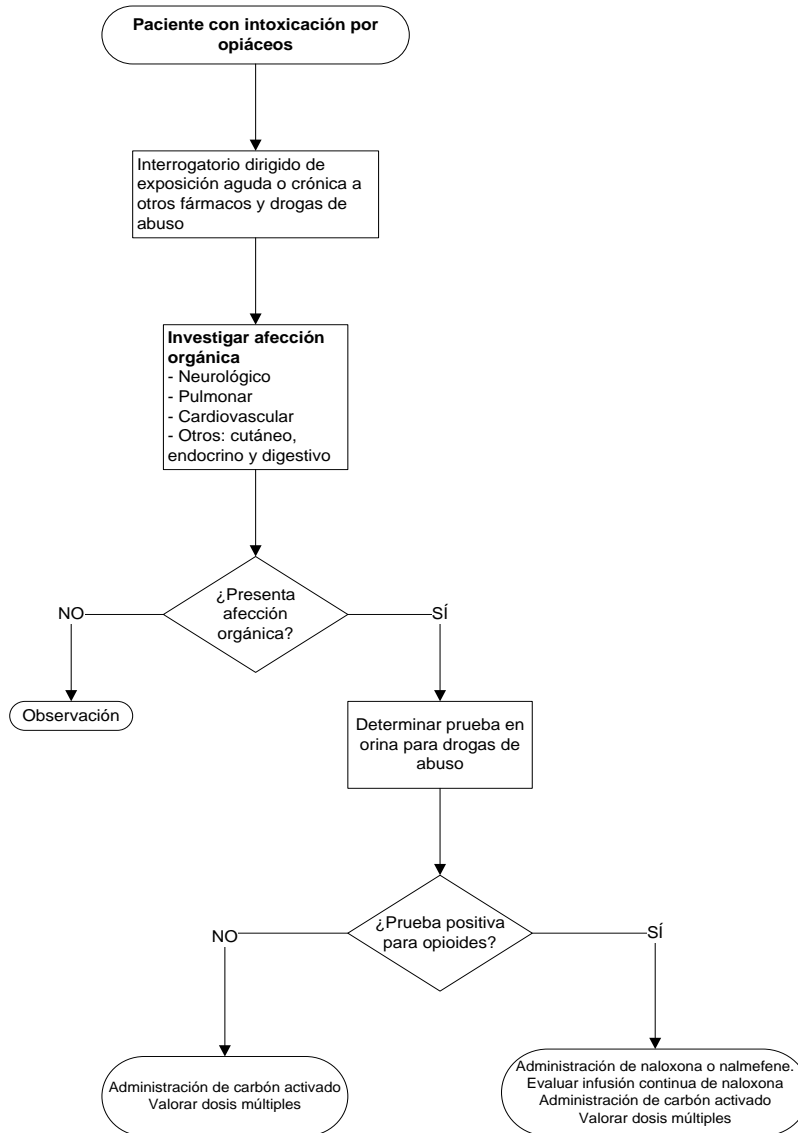 Paciente con intoxicación por
opiáceos
Interrogatorio dirigido de
exposición aguda o crónica a
otros fármacos y drogas de
abuso
Investigar afección
orgánica
- Neurológico
- Pulmonar
- Cardiovascular
- Otros: cutáneo,
endocrino y digestivo
¿Presenta
afección
orgánica?
NO
SÍ
Observación
Determinar prueba en
orina para drogas de
abuso
¿Prueba positiva
para opioides?
NO
SÍ
Administración de carbón activado
Valorar dosis múltiples
Administración de naloxona o nalmefene.
Evaluar infusión continua de naloxona
Administración de carbón activado
Valorar dosis múltiples